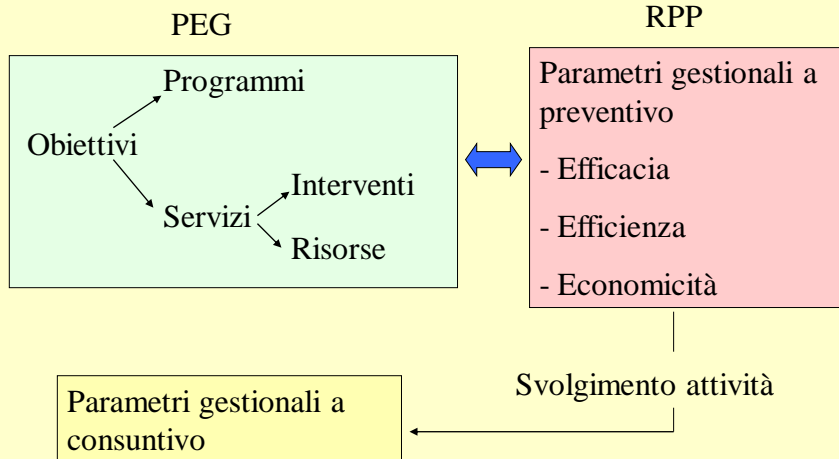 PEG
RPP
Programmi
Obiettivi
Servizi
Interventi
Risorse
Parametri gestionali a
preventivo
- Efficacia
- Efficienza
- Economicità
Svolgimento attività
Parametri gestionali a
consuntivo